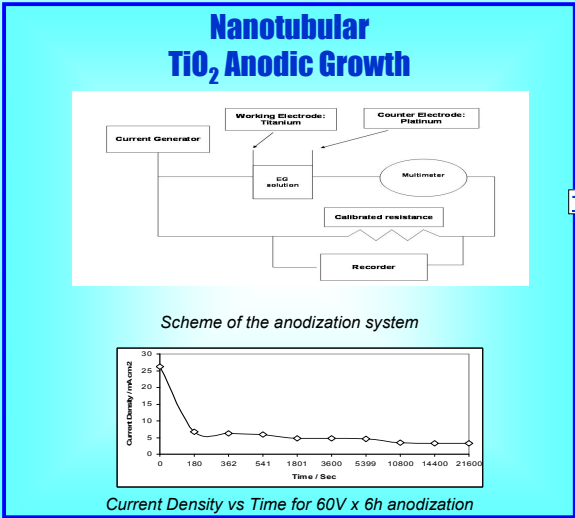 Nanotubular
TiO2 Anodic Growth
Working Electrode:
Titanium
Counter Electrode:
Platinum
Current Generator
EG
solution
Multimeter
Calibrated resistance
Recorder
Scheme of the anodization system
Current Density / mA cm2
30
25
20
15
10
5
0
0 180 362 541 1801 3600 5399 10800 14400 21600
Time / Sec
Current Density vs Time for 60V x 6h anodization